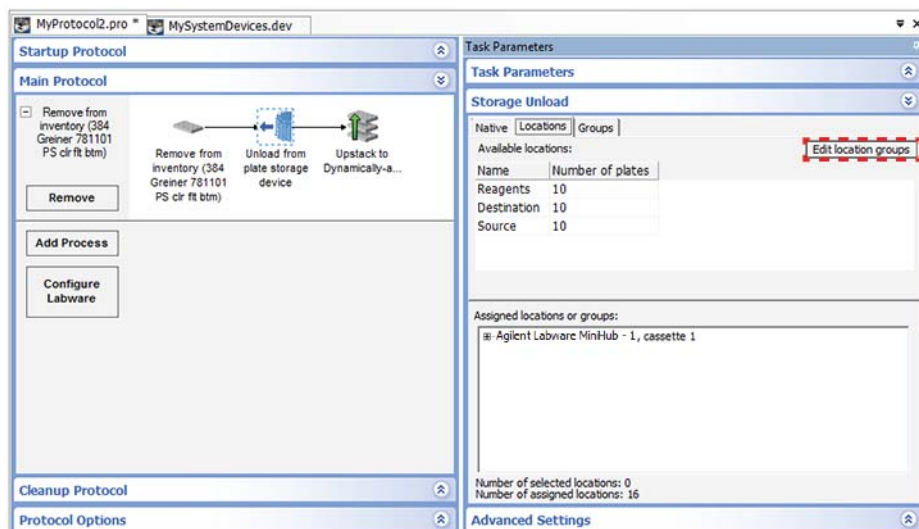 MyProtocol2.pro *
MySystemDevices.dev
Startup Protocol
Main Protocol
Remove from
inventory (384
Greiner 781101
PS clr flt btm)
Remove
Remove from
inventory (384
Greiner 781101
PS clr flt btm)
Unload from
plate storage
device
Upstack to
Dynamically-a...
Add Process
Configure
Labware
Cleanup Protocol
Protocol Options
Task Parameters
Task Parameters
Storage Unload
Native Locations Groups
Available locations:
Edit location groups
Name Number of plates
Reagents 10
Destination 10
Source 10
Assigned locations or groups:
Agilent Labware MiniHub - 1, cassette 1
Number of selected locations: 0
Number of assigned locations: 16
Advanced Settings